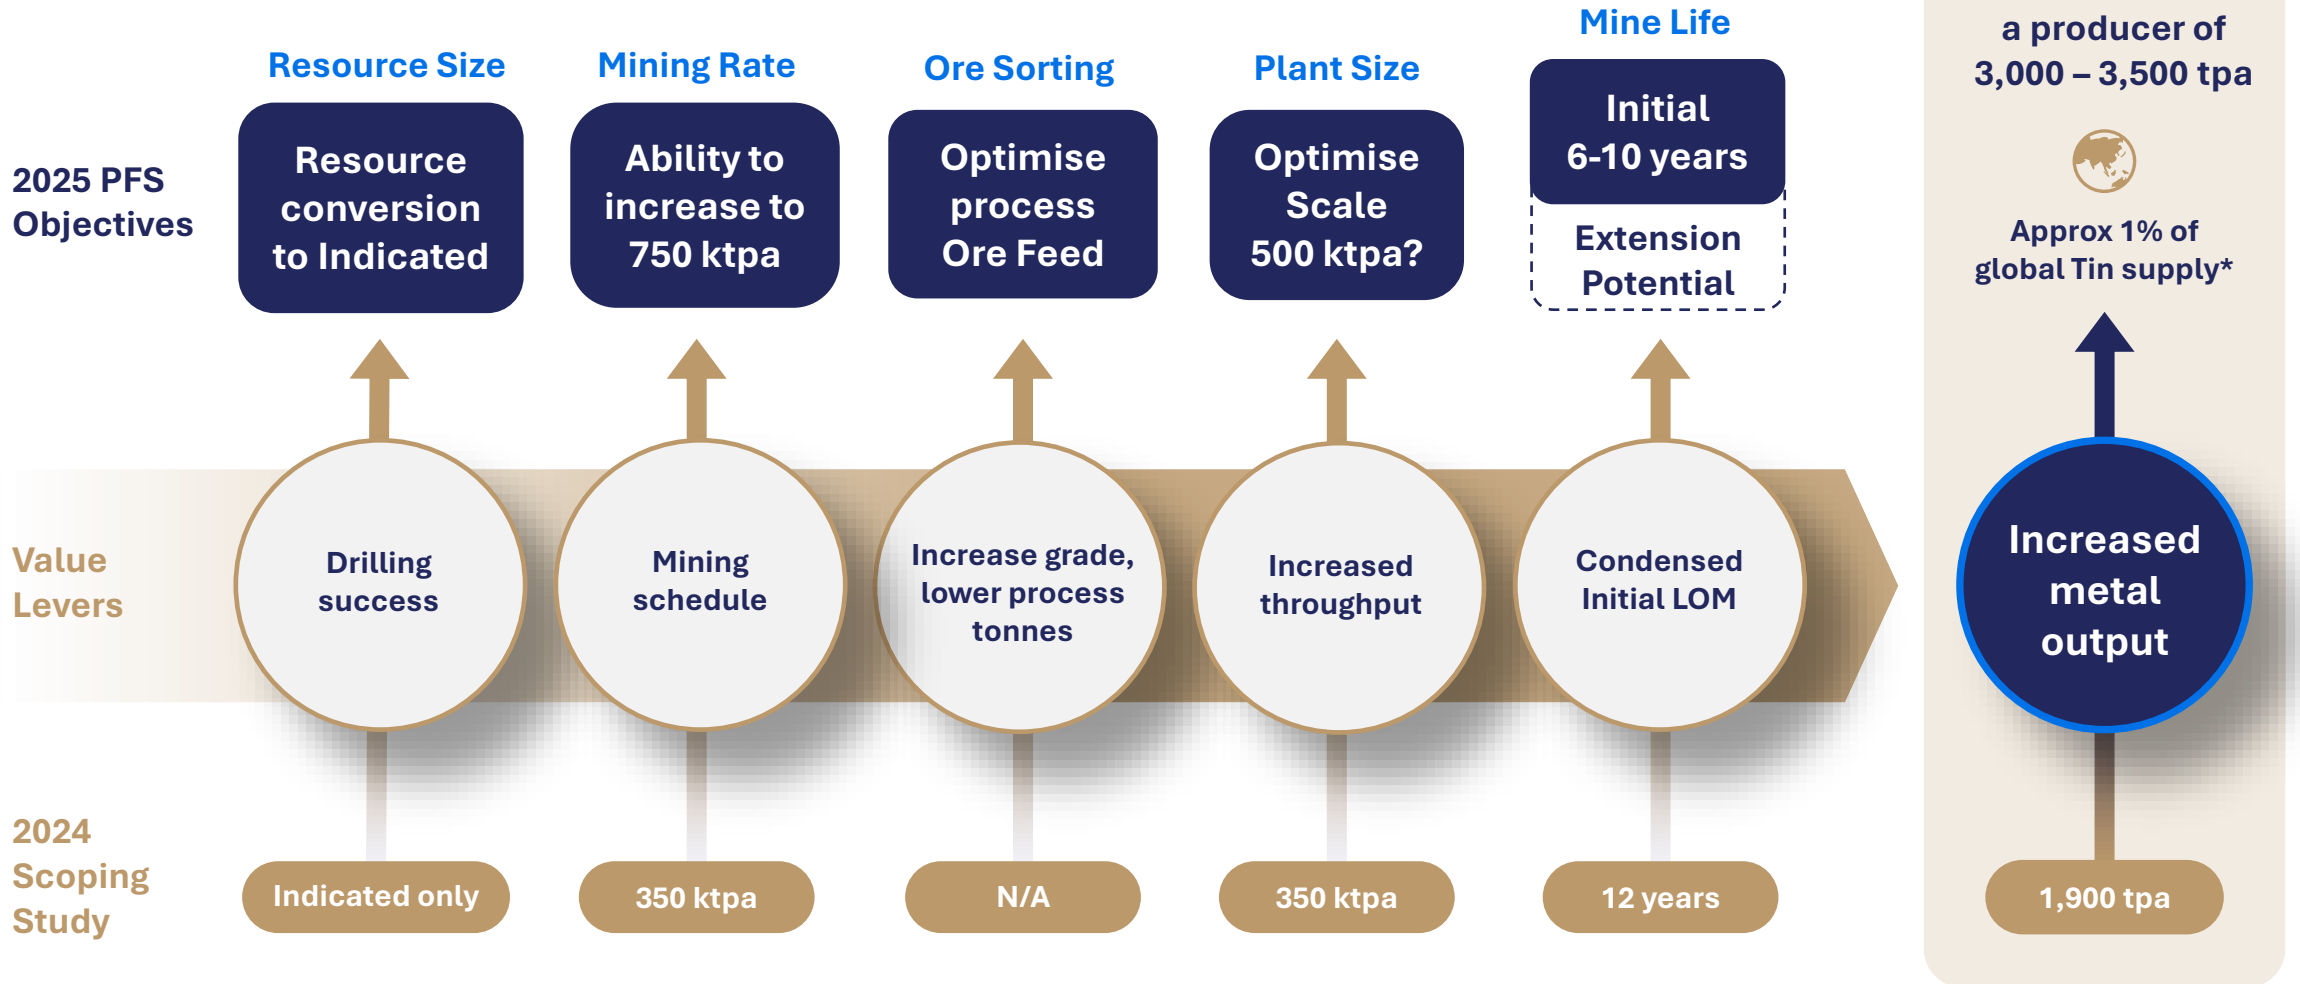 Resource Size
Mining Rate
Ore Sorting
Plant Size
Mine Life
2025 PFS
Objectives
Resource
conversion
to Indicated
Ability to
increase to
750 ktpa
Optimise
process
Ore Feed
Optimise
Scale
500 ktpa?
Initial
6-10 years
Extension
Potential
a producer of
3,000 – 3,500 tpa
Approx 1% of
global Tin supply*
Value
Levers
Drilling
success
Mining
schedule
Increase grade,
lower process
tonnes
Increased
throughput
Condensed
Initial LOM
Increased
metal
output
2024
Scoping
Study
Indicated only
350 ktpa
N/A
350 ktpa
12 years
1,900 tpa